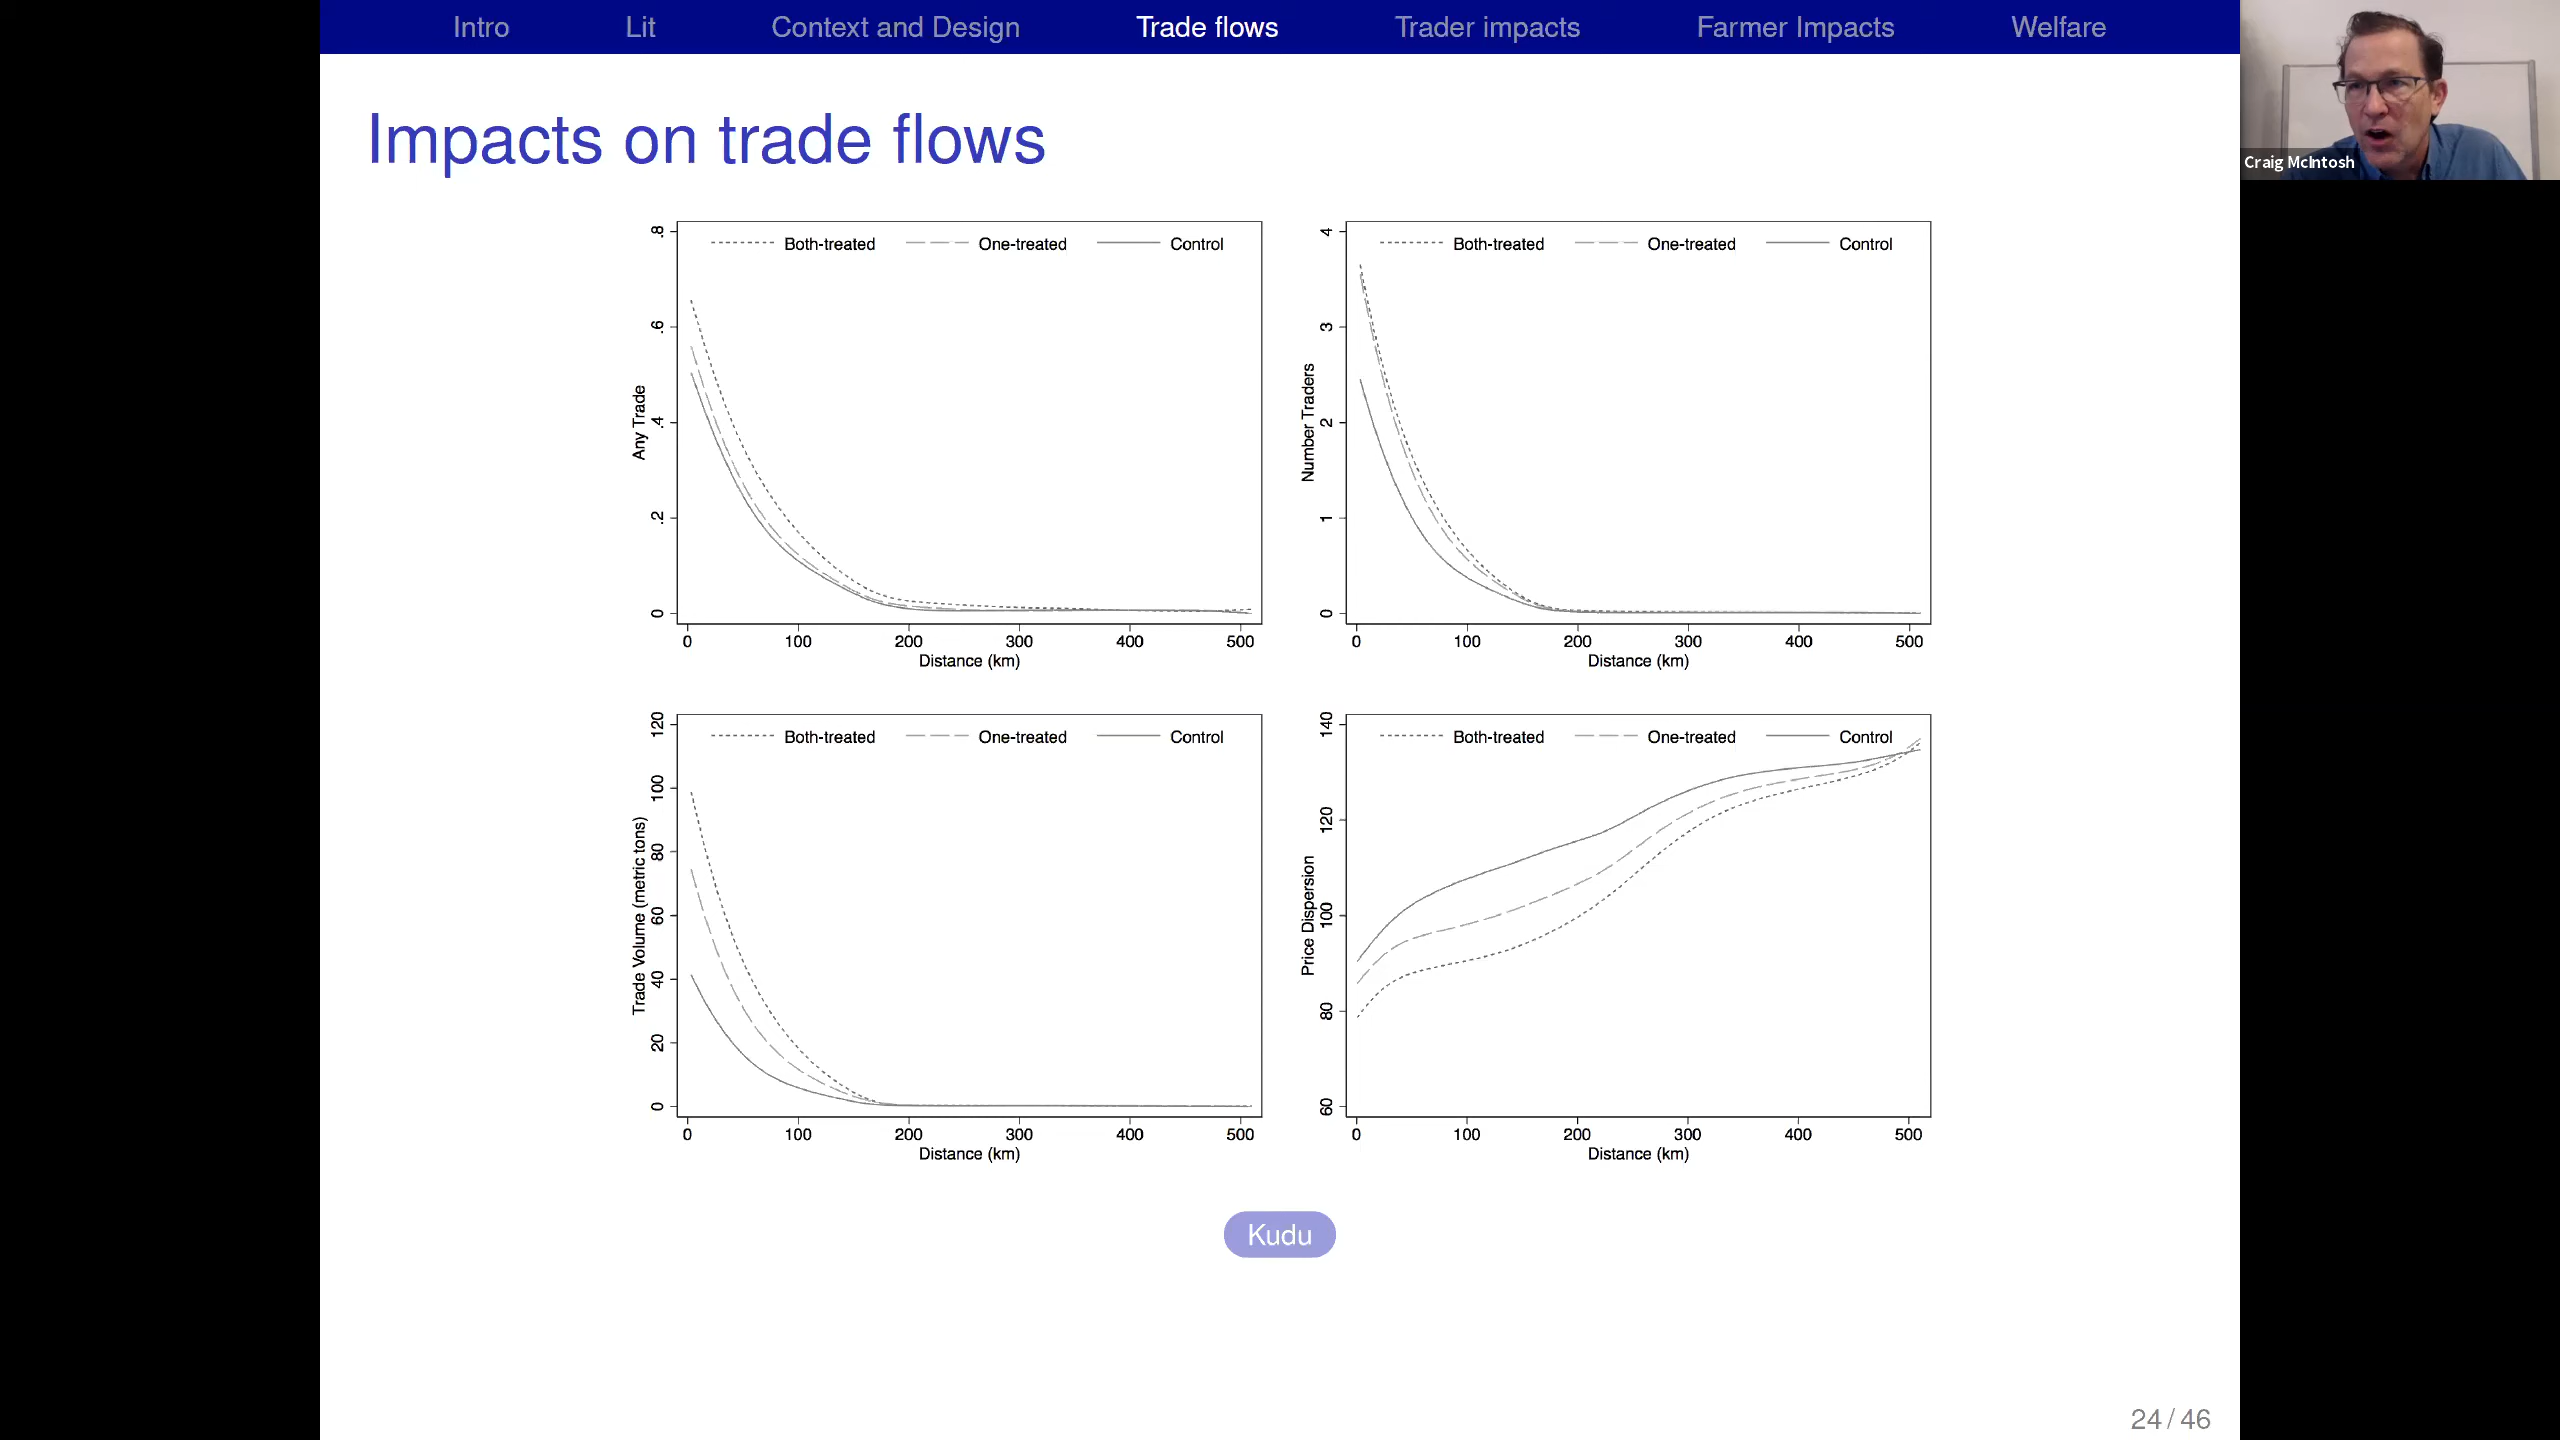 Intro Lit Context and Design Trade flows Trader impacts Farmer Impacts Welfare
Craig McIntosh
Impacts on trade flows
Both-treated One-treated Control
Any Trade
.8
.6
.4
.2
0
0 100 200 300 400 500
Distance (km)
Both-treated One-treated Control
Number Traders
4
3
2
1
0
0 100 200 300 400 500
Distance (km)
Both-treated One-treated Control
Trade Volume (metric tons)
120
100
80
60
40
20
0
0 100 200 300 400 500
Distance (km)
Both-treated One-treated Control
Price Dispersion
140
120
100
80
60
0 100 200 300 400 500
Distance (km)
Kudu
24 / 46